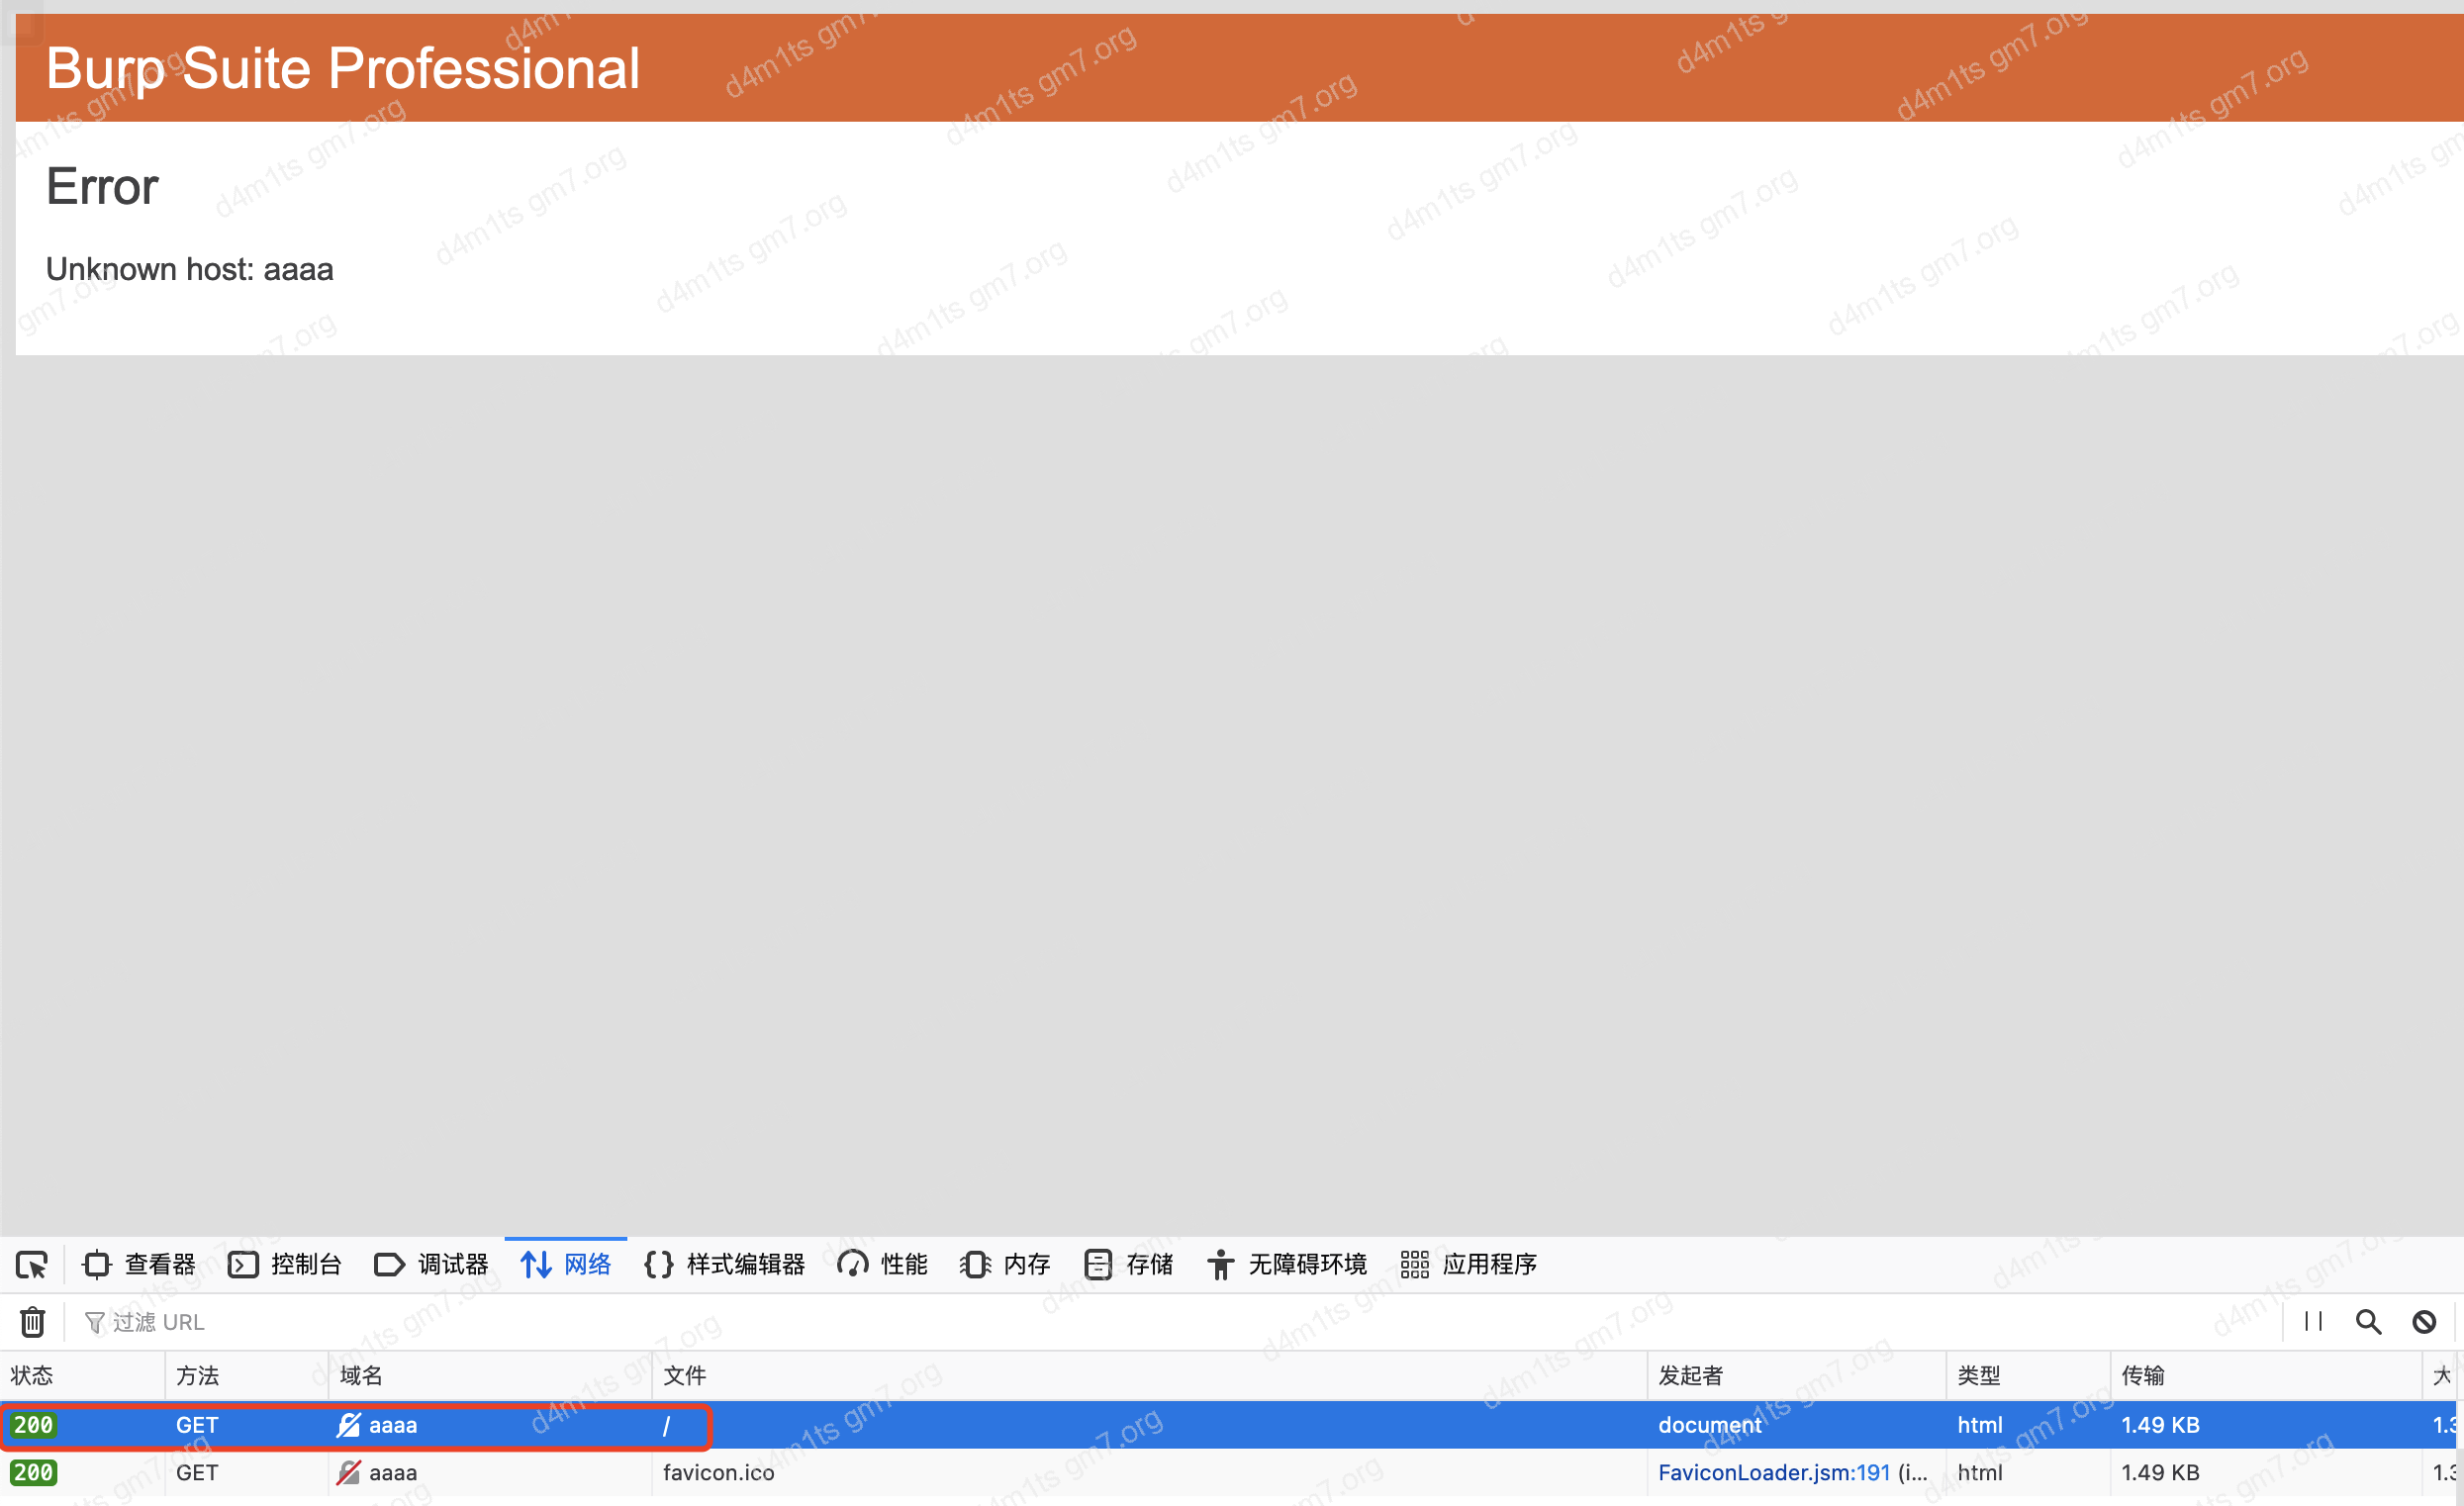 Burp Suite Professional
Error
Unknown host: aaaa
查看器 控制台 调试器 网络 样式编辑器 性能 内存 存储 无障碍环境 应用程序
过滤 URL
状态 方法 域名 文件 发起者 类型 传输 大
200 GET aaaa / document html 1.49 KB 1.3
200 GET aaaa favicon.ico FaviconLoader.jsm:191 (i... html 1.49 KB 1.3
d4m1ts gm7.org